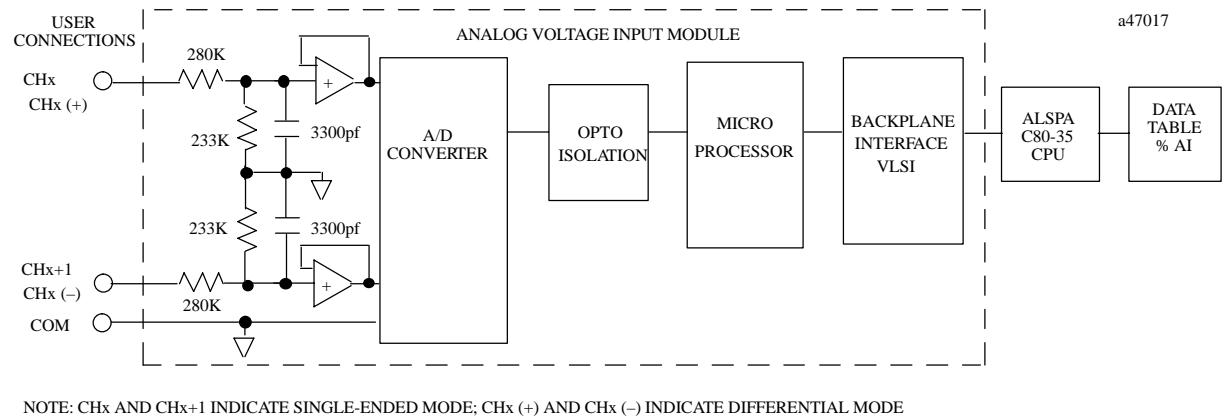 USER
CONNECTIONS
ANALOG VOLTAGE INPUT MODULE
a47017
280K
CHx
CHx (+)
+
233K
3300pf
A/D
CONVERTER
OPTO
ISOLATION
MICRO
PROCESSOR
BACKPLANE
INTERFACE
VLSI
ALSPA
C80-35
CPU
DATA
TABLE
% AI
233K
3300pf
CHx+1
CHx (–)
+
280K
COM
NOTE: CHx AND CHx+1 INDICATE SINGLE-ENDED MODE; CHx (+) AND CHx (–) INDICATE DIFFERENTIAL MODE